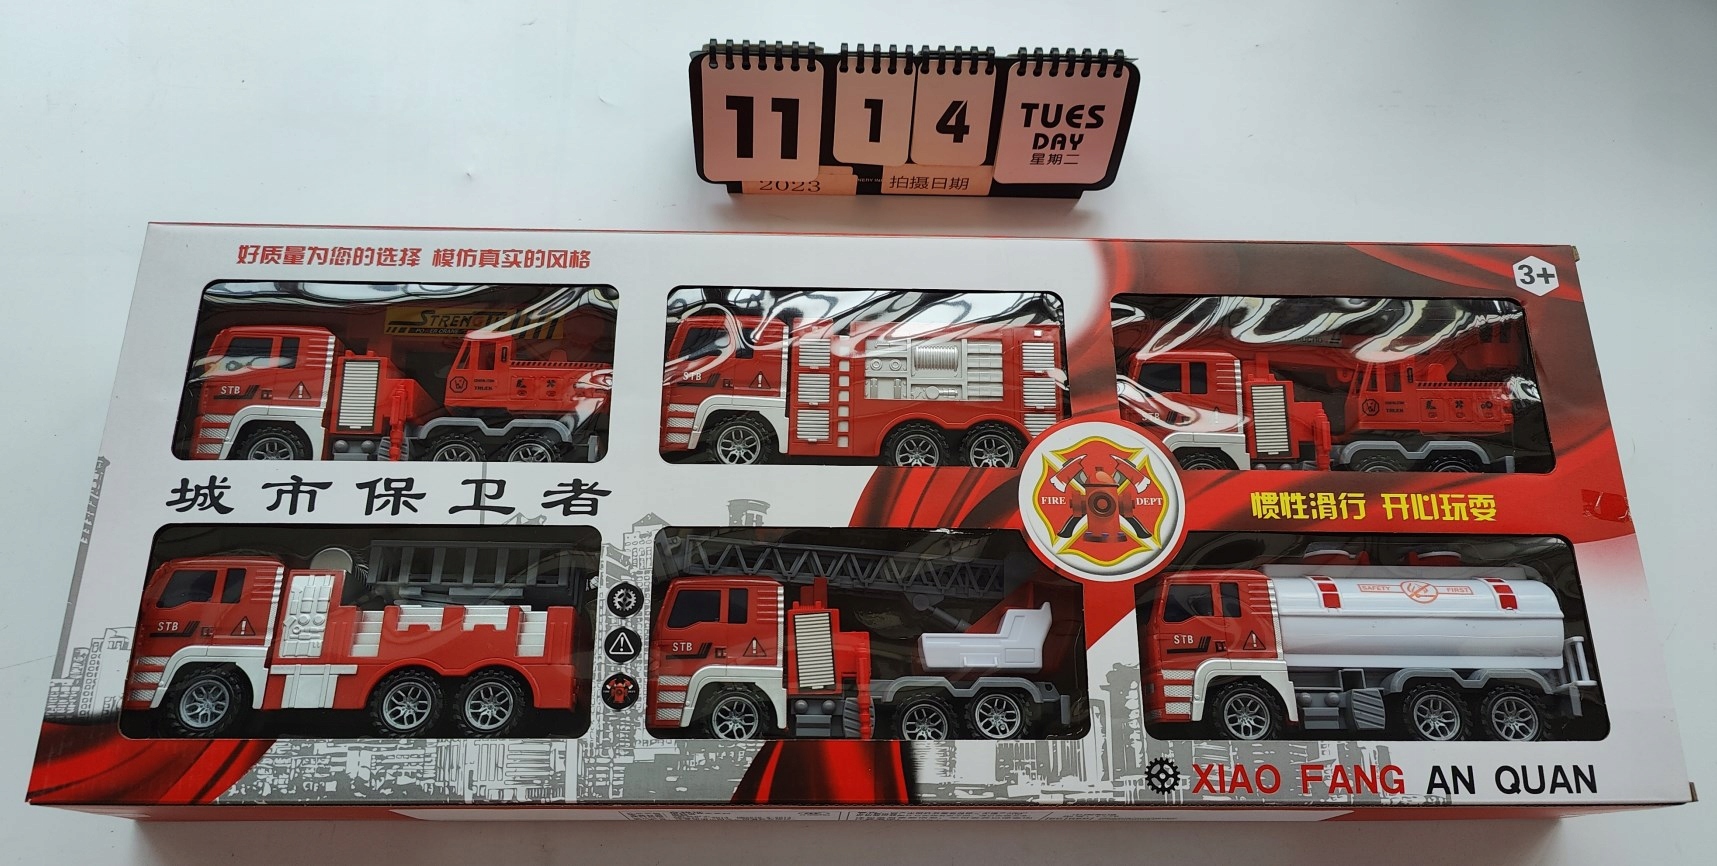 11 1 4 TUES
DAY
星期二
2023 拍摄日期
好质量为您的选择 模仿真实的风格
3+
STRENGTH
STB
STB
STB
城市保卫者
FIRE DEPT
惯性滑行 开心玩耍
STB
STB
STB
SAFETY FIRST
XIAO FANG AN QUAN